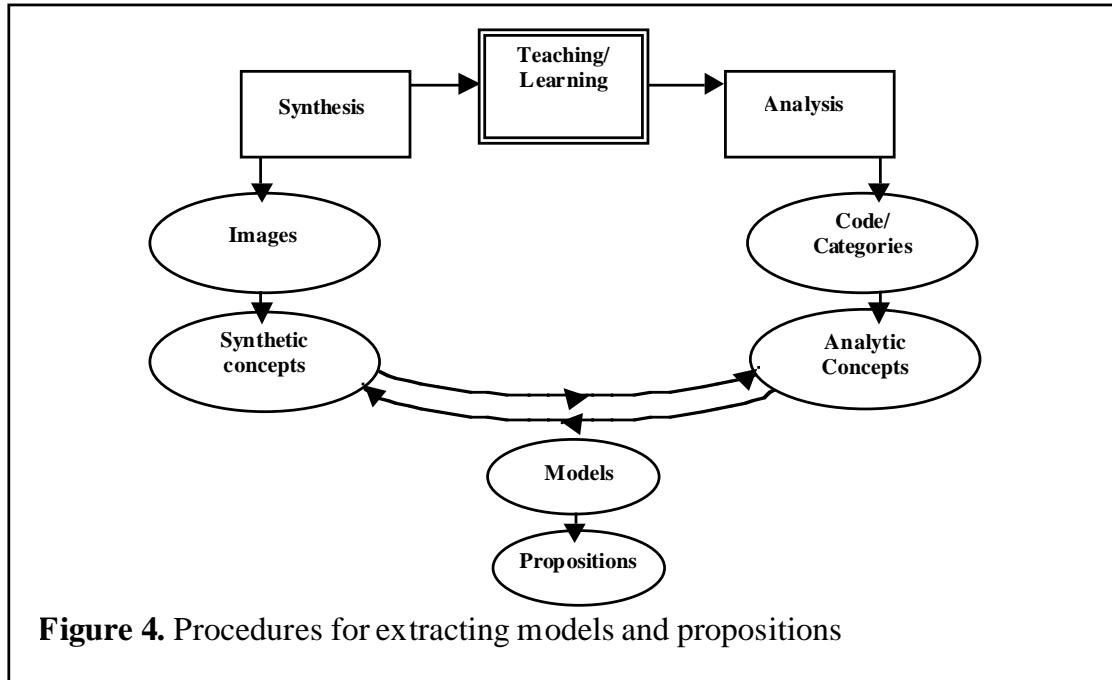 Teaching/
Learning
Synthesis
Analysis
Images
Code/
Categories
Synthetic
concepts
Analytic
Concepts
Models
Propositions
Figure 4. Procedures for extracting models and propositions